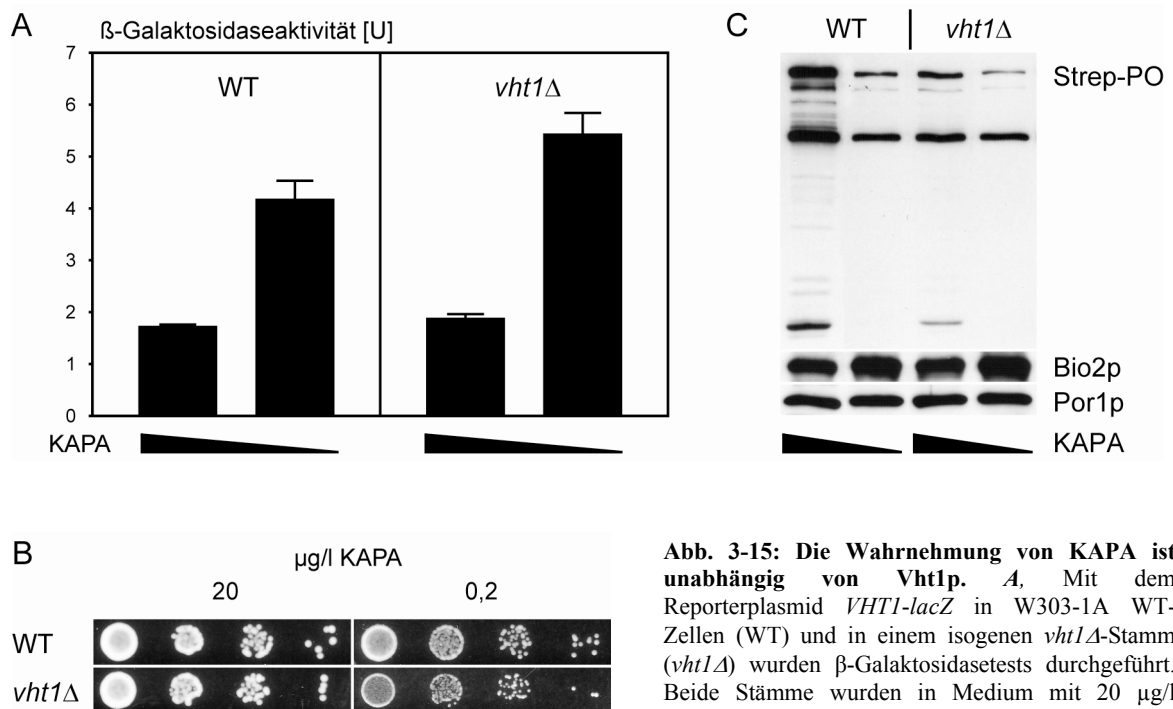 A
ß-Galaktosidaseaktivität [U]
7
6
5
4
3
2
1
0
WT
vht1Δ
KAPA
C
WT
vht1Δ
Strep-PO
Bio2p
Por1p
KAPA
B
µg/l KAPA
20
0,2
WT
vht1Δ
Abb. 3-15: Die Wahrnehmung von KAPA ist
unabhängig von Vht1p. A, Mit dem
Reporterplasmid VHT1-lacZ in W303-1A WT-
Zellen (WT) und in einem isogenen vht1Δ-Stamm
(vht1Δ) wurden β-Galaktosidasetests durchgeführt.
Beide Stämme wurden in Medium mit 20 µg/l